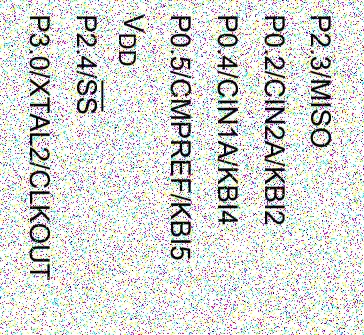 P2.3/MISO
P0.2/CIN2A/KBI2
P0.4/CIN1A/KBI4
P0.5/CMPREF/KBI5
VDD
P2.4/S̅S̅
P3.0/XTAL2/CLKOUT